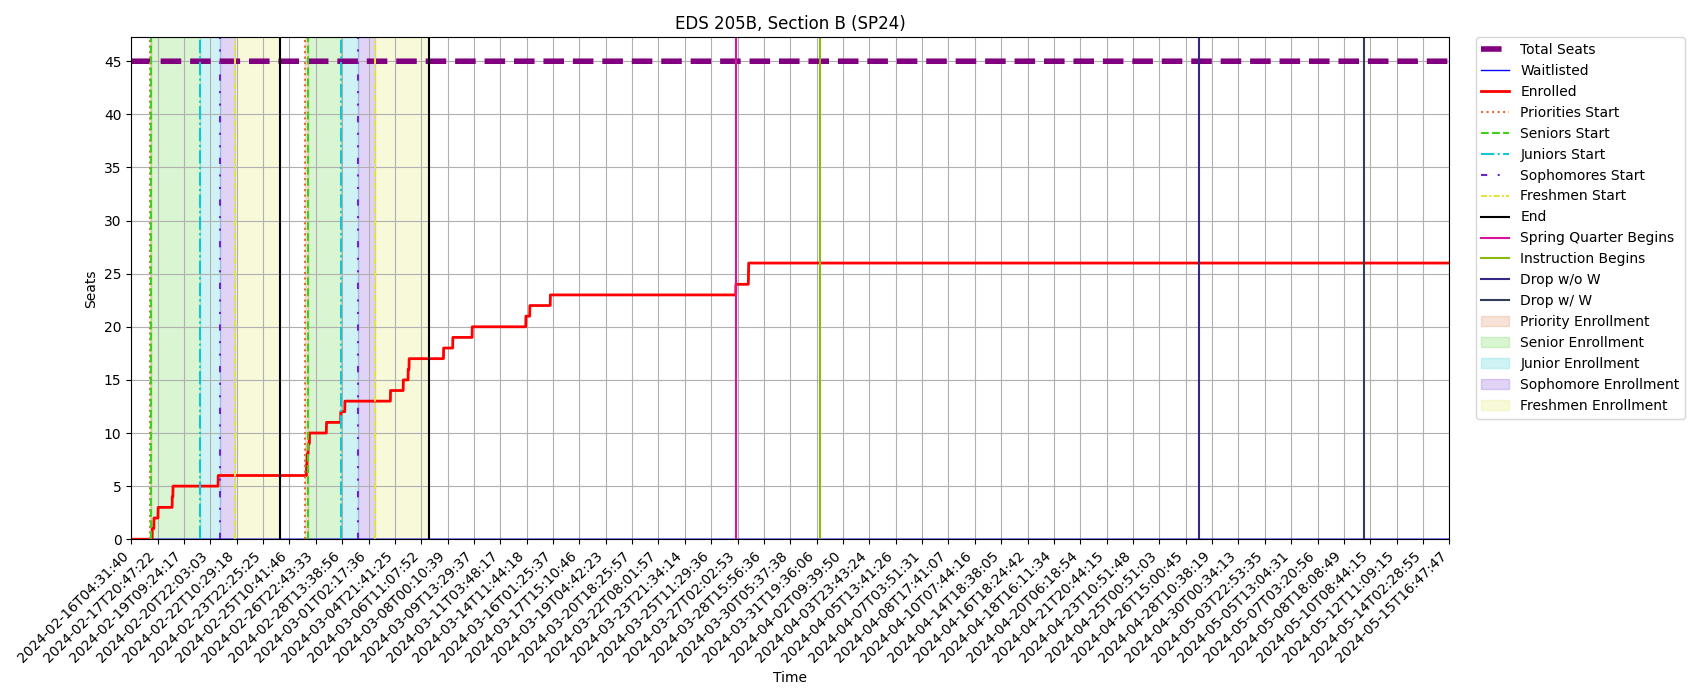 EDS 205B, Section B (SP24)
Total Seats
Waitlisted
Enrolled
Priorities Start
Seniors Start
Juniors Start
Sophomores Start
Freshmen Start
End
Spring Quarter Begins
Instruction Begins
Drop w/o W
Drop w/ W
Priority Enrollment
Senior Enrollment
Junior Enrollment
Sophomore Enrollment
Freshmen Enrollment
Seats
45
40
35
30
25
20
15
10
5
0
2024-02-16T04:31:40
2024-02-17T20:47:22
2024-02-19T09:24:17
2024-02-20T22:03:03
2024-02-22T10:29:18
2024-02-23T22:25:25
2024-02-25T10:41:46
2024-02-26T22:43:33
2024-02-28T13:38:56
2024-03-01T02:17:36
2024-03-04T21:41:25
2024-03-06T11:07:52
2024-03-08T00:10:39
2024-03-09T13:29:37
2024-03-11T03:48:17
2024-03-14T11:44:18
2024-03-16T01:25:37
2024-03-17T15:10:46
2024-03-19T04:42:23
2024-03-20T18:25:57
2024-03-22T08:01:57
2024-03-23T21:34:14
2024-03-25T11:29:36
2024-03-27T02:02:53
2024-03-28T15:56:36
2024-03-30T05:37:38
2024-03-31T19:36:06
2024-04-02T09:39:50
2024-04-03T23:43:24
2024-04-05T13:41:26
2024-04-07T03:51:31
2024-04-08T17:41:07
2024-04-10T07:44:16
2024-04-14T18:38:05
2024-04-16T18:24:42
2024-04-18T16:11:34
2024-04-20T06:18:54
2024-04-21T20:44:15
2024-04-23T10:51:48
2024-04-25T00:51:03
2024-04-26T15:00:45
2024-04-28T10:38:19
2024-04-30T00:34:13
2024-05-03T22:53:35
2024-05-05T13:04:31
2024-05-07T03:20:56
2024-05-08T18:08:49
2024-05-10T08:44:15
2024-05-12T11:09:15
2024-05-14T02:28:55
2024-05-15T16:47:47
Time